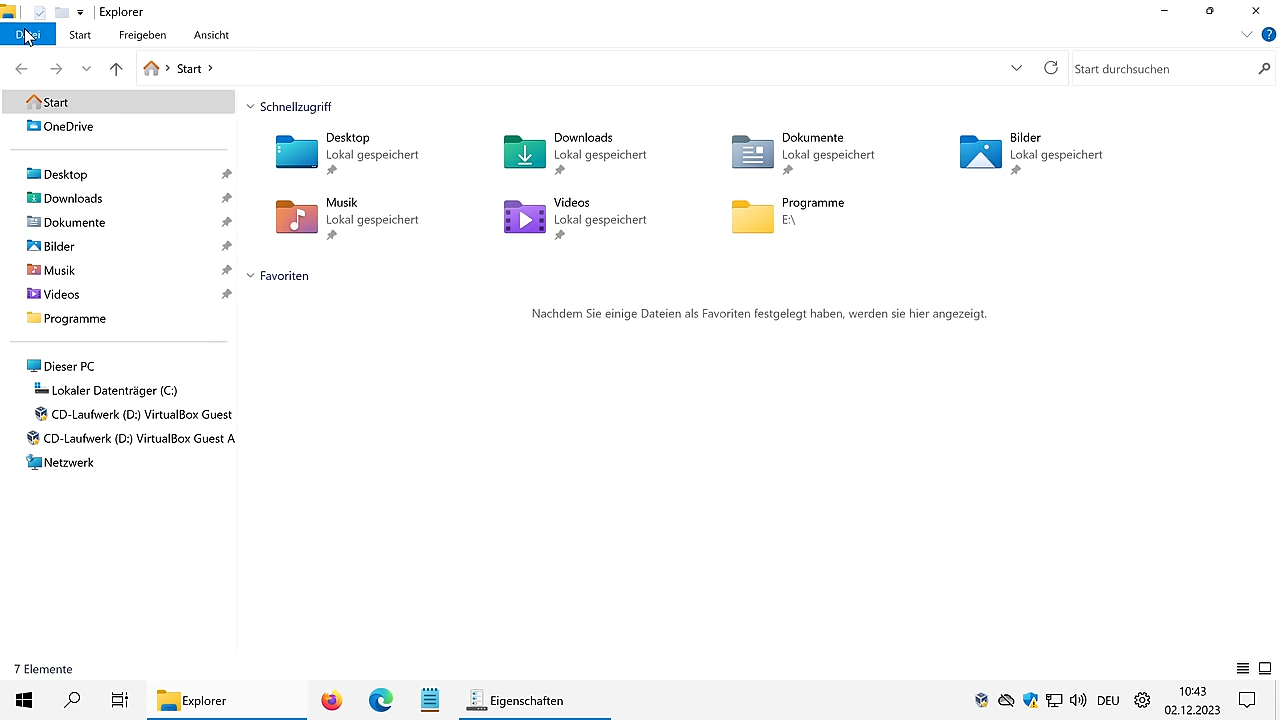 Explorer
Datei Start Freigeben Ansicht
Start
Start durchsuchen
Start
OneDrive
Desktop
Downloads
Dokumente
Bilder
Musik
Videos
Programme
Dieser PC
Lokaler Datenträger (C:)
CD-Laufwerk (D:) VirtualBox Guest
CD-Laufwerk (D:) VirtualBox Guest A
Netzwerk
Schnellzugriff
Desktop
Lokal gespeichert
Downloads
Lokal gespeichert
Dokumente
Lokal gespeichert
Bilder
Lokal gespeichert
Musik
Lokal gespeichert
Videos
Lokal gespeichert
Programme
E:\
Favoriten
Nachdem Sie einige Dateien als Favoriten festgelegt haben, werden sie hier angezeigt.
7 Elemente
Explorer
Eigenschaften
DEU
10:43
02.12.2023